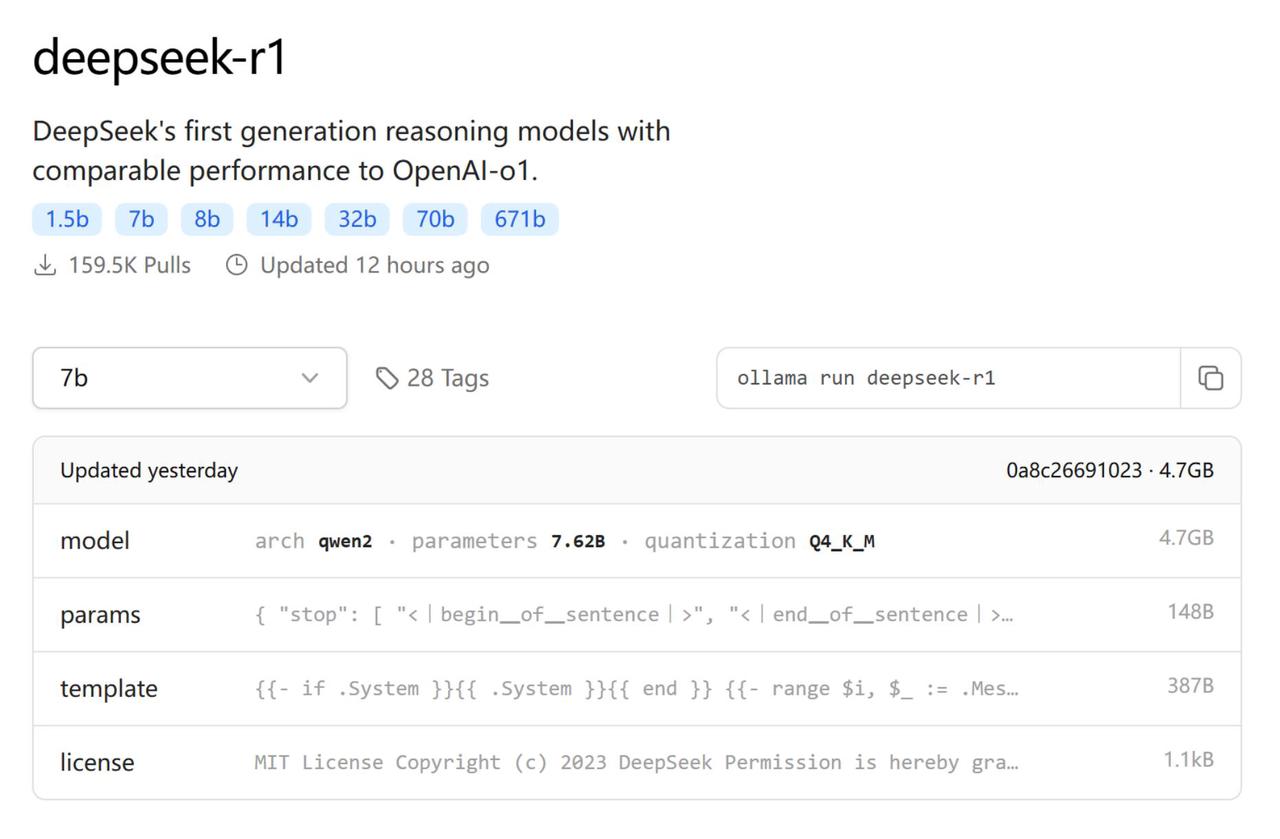 deepseek-r1
DeepSeek's first generation reasoning models with
comparable performance to OpenAI-o1.
1.5b 7b 8b 14b 32b 70b 671b
159.5K Pulls Updated 12 hours ago
7b 28 Tags ollama run deepseek-r1
Updated yesterday 0a8c26691023 · 4.7GB
model arch qwen2 · parameters 7.62B · quantization Q4_K_M 4.7GB
params { "stop": [ "<｜begin▁of▁sentence｜>", "<｜end▁of▁sentence｜>… 148B
template {{- if .System }}{{ .System }}{{ end }} {{- range $i, $_ := .Mes… 387B
license MIT License Copyright (c) 2023 DeepSeek Permission is hereby gra… 1.1kB